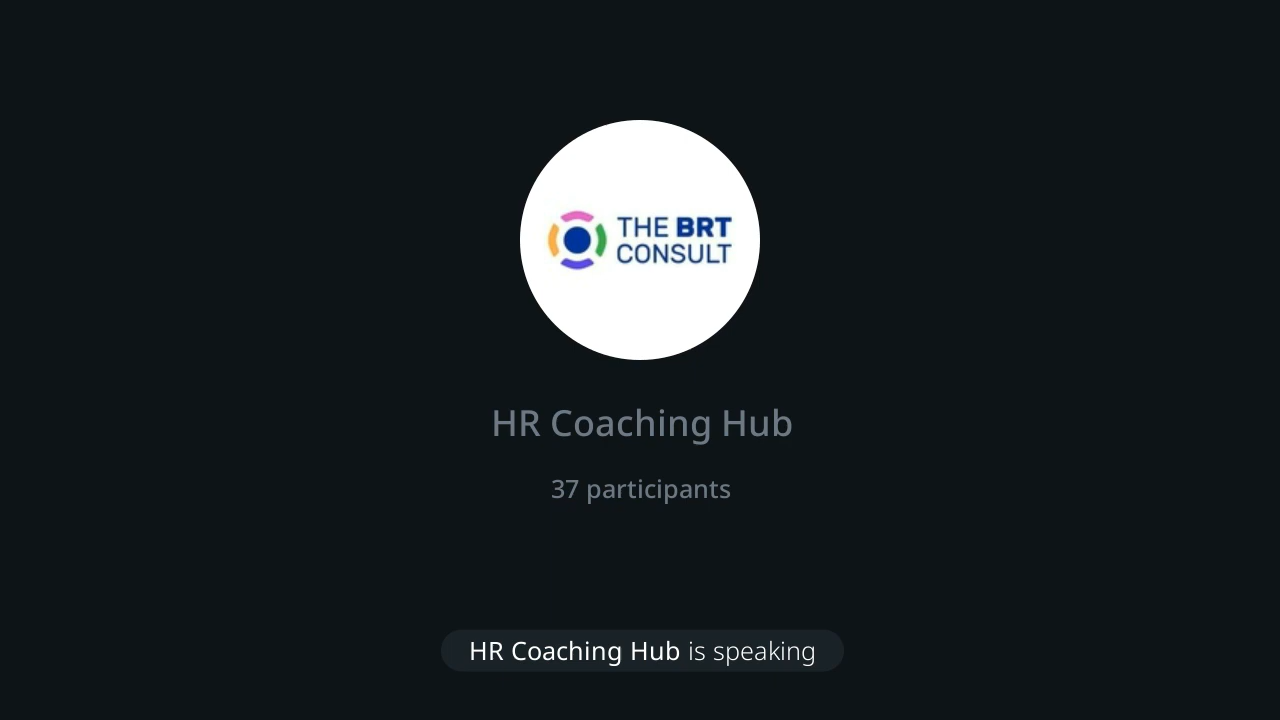 THE BRT
CONSULT
HR Coaching Hub
37 participants
HR Coaching Hub is speaking